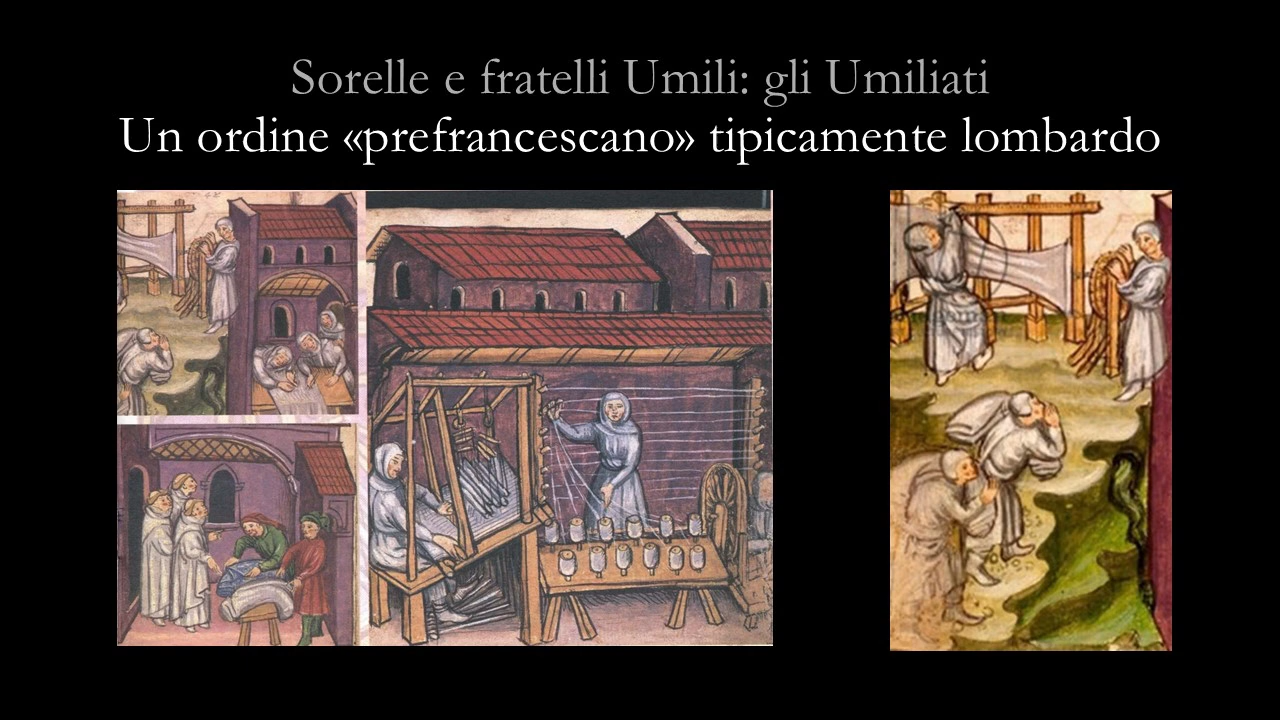 Sorelle e fratelli Umili: gli Umiliati
Un ordine «prefrancescano» tipicamente lombardo